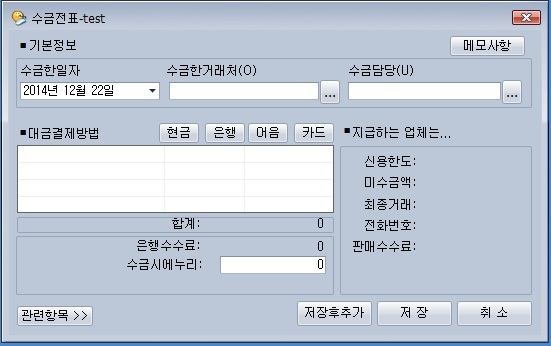 수금전표-test
■ 기본정보 메모사항
수금한일자 수금한거래처(O) 수금담당(U)
2014년 12월 22일 ... ...
■대금결제방법 현금 은행 어음 카드 ■지급하는 업체는...
신용한도:
미수금액:
최종거래:
전화번호:
판매수수료:
합계: 0
은행수수료: 0
수금시에누리: 0
관련항목 >> 저장후추가 저 장 취 소